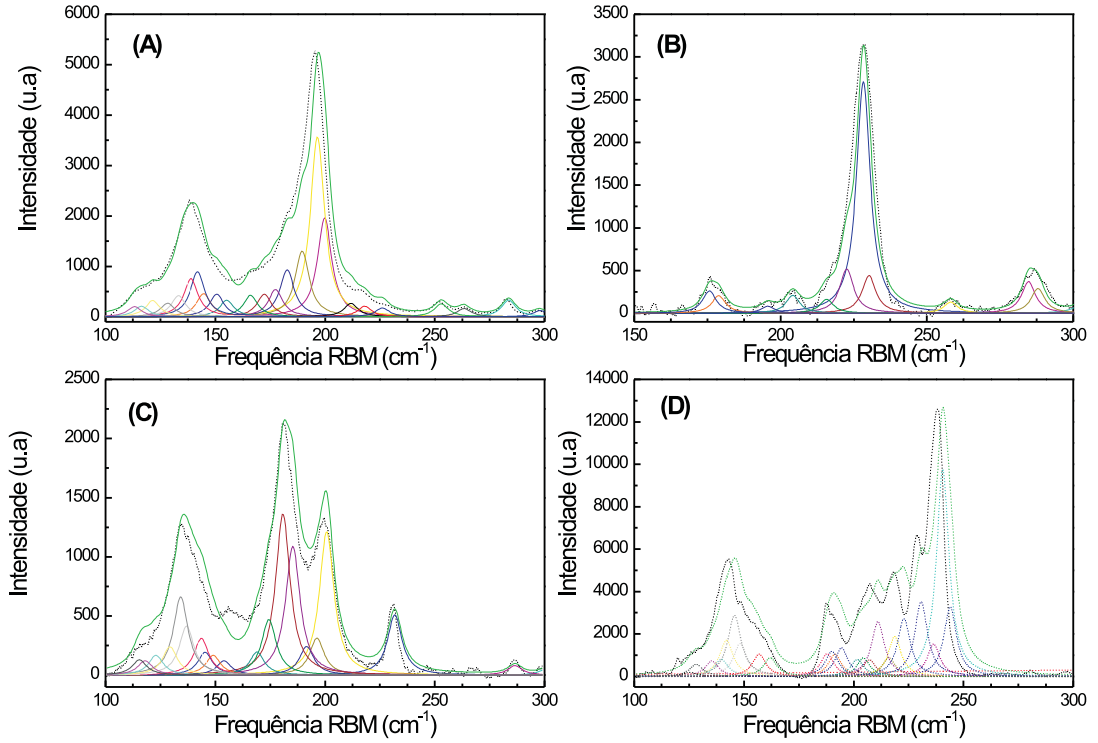 (A)
Intensidade (u.a)
6000
5000
4000
3000
2000
1000
0
100 150 200 250 300
Frequência RBM (cm-1)
(B)
Intensidade (u.a)
3500
3000
2500
2000
1500
1000
500
0
150 200 250 300
Frequência RBM (cm-1)
(C)
Intensidade (u.a)
2500
2000
1500
1000
500
0
100 150 200 250 300
Frequência RBM (cm-1)
(D)
Intensidade (u.a)
14000
12000
10000
8000
6000
4000
2000
0
100 150 200 250 300
Frequência RBM (cm-1)